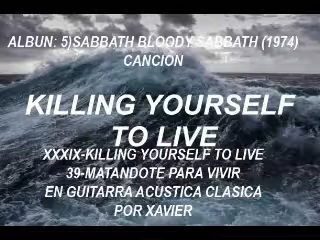 ALBUN: 5)SABBATH BLOODY SABBATH (1974)
CANCION
KILLING YOURSELF
TO LIVE
XXXIX-KILLING YOURSELF TO LIVE
39-MATANDOTE PARA VIVIR
EN GUITARRA ACUSTICA CLASICA
POR XAVIER